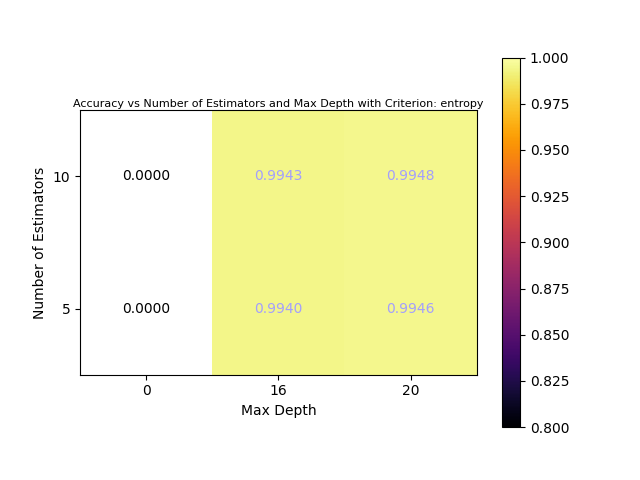 Accuracy vs Number of Estimators and Max Depth with Criterion: entropy
Number of Estimators
10
5
0.0000 0.9943 0.9948
0.0000 0.9940 0.9946
0 16 20
Max Depth
1.000
0.975
0.950
0.925
0.900
0.875
0.850
0.825
0.800